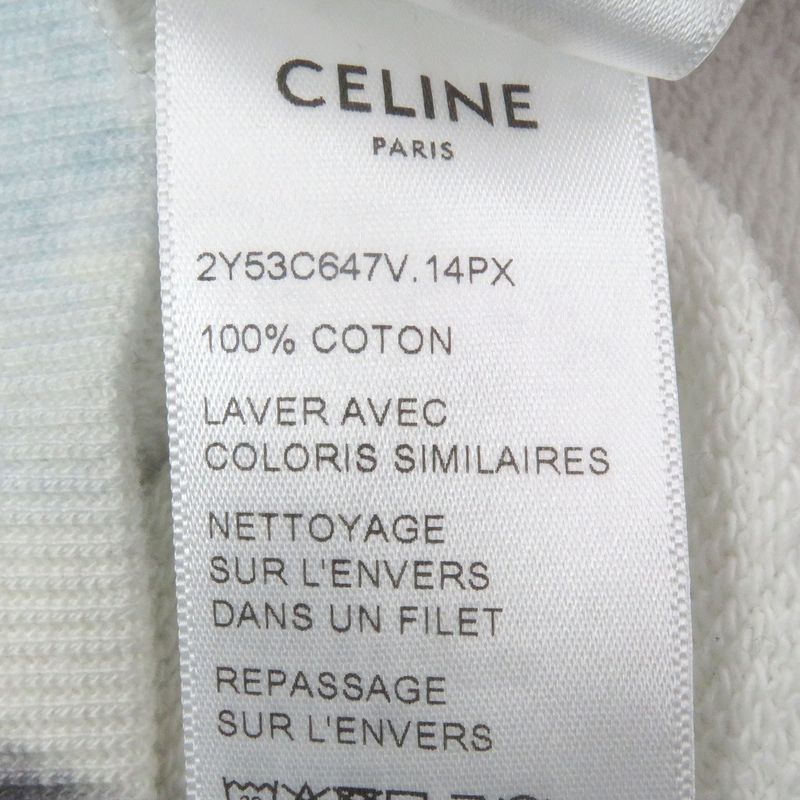 CELINE
PARIS
2Y53C647V.14PX
100% COTON
LAVER AVEC
COLORIS SIMILAIRES
NETTOYAGE
SUR L'ENVERS
DANS UN FILET
REPASSAGE
SUR L'ENVERS